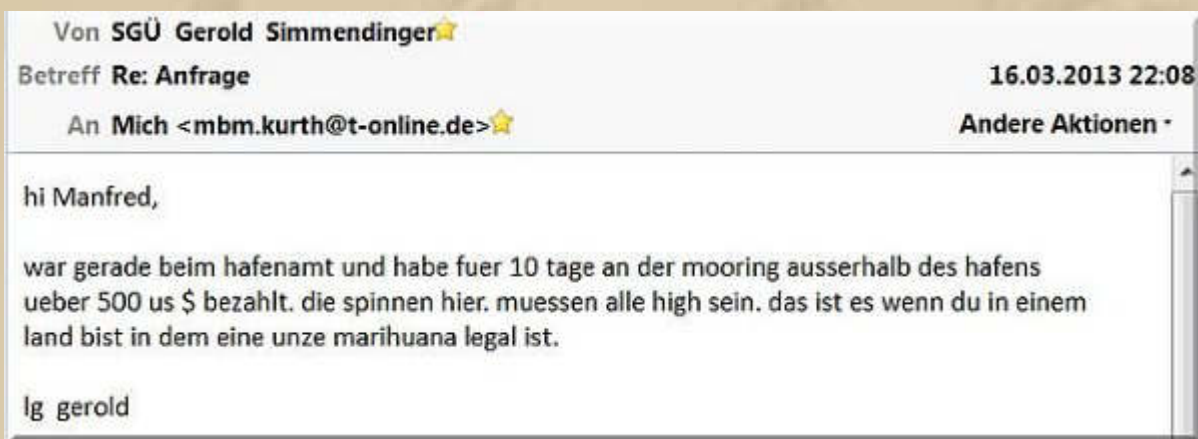 Von SGÜ Gerold Simmendinger
Betreff Re: Anfrage 16.03.2013 22:08
An Mich <mbm.kurth@t-online.de> Andere Aktionen
hi Manfred,
war gerade beim hafenamt und habe fuer 10 tage an der mooring ausserhalb des hafens
ueber 500 us $ bezahlt. die spinnen hier. muessen alle high sein. das ist es wenn du in einem
land bist in dem eine unze marihuana legal ist.
lg gerold